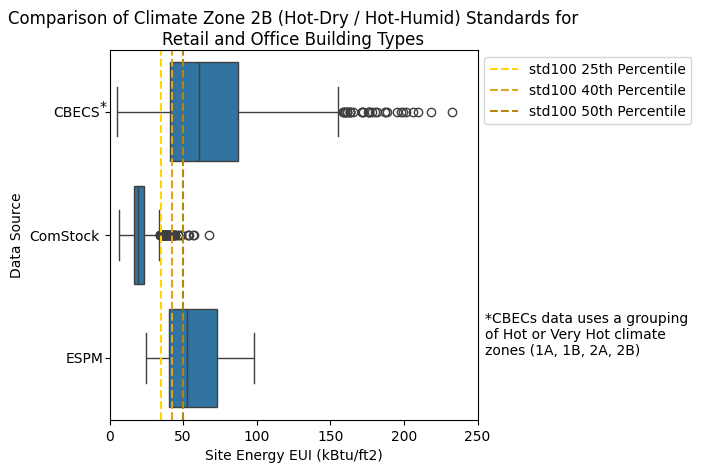 Comparison of Climate Zone 2B (Hot-Dry / Hot-Humid) Standards for
Retail and Office Building Types
std100 25th Percentile
std100 40th Percentile
std100 50th Percentile
CBECS*
ComStock
ESPM
Data Source
*CBECs data uses a grouping
of Hot or Very Hot climate
zones (1A, 1B, 2A, 2B)
0 50 100 150 200 250
Site Energy EUI (kBtu/ft2)